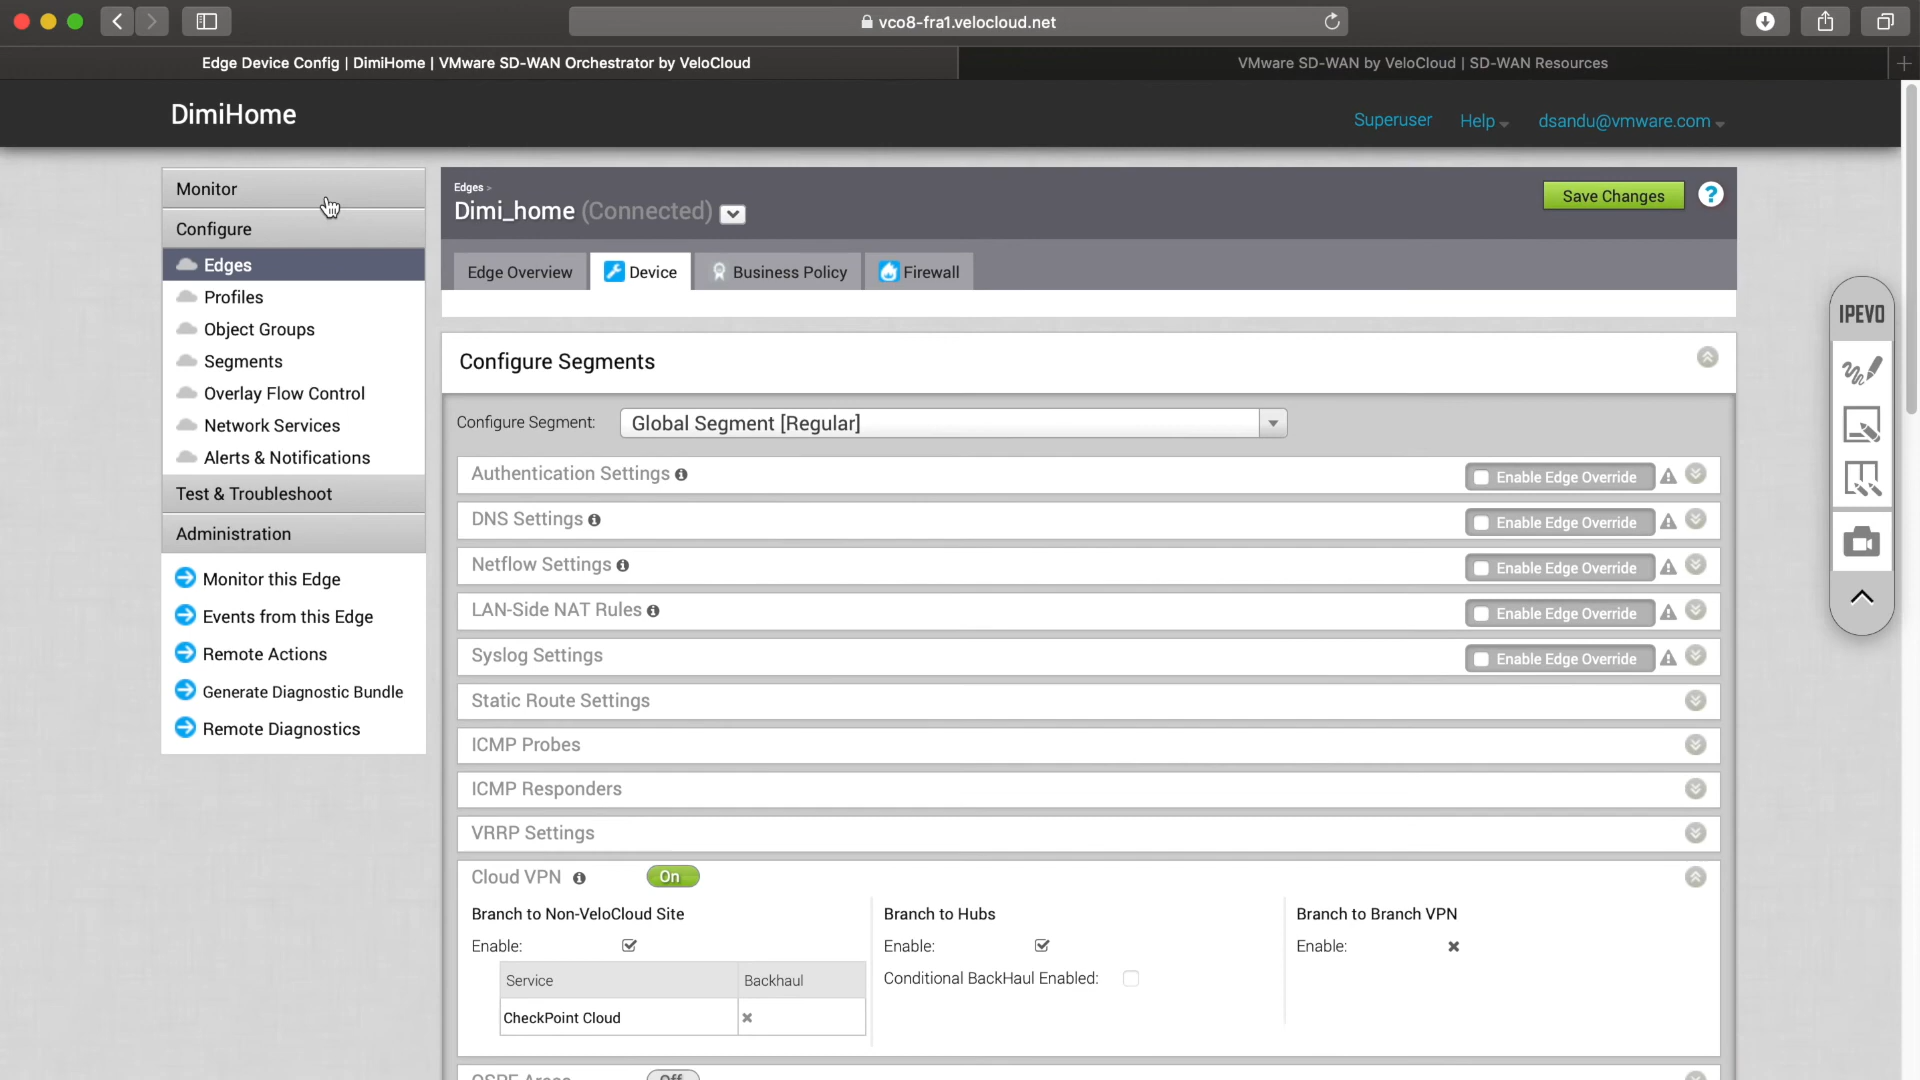 vco8-fra1.velocloud.net
Edge Device Config | DimiHome | VMware SD-WAN Orchestrator by VeloCloud
VMware SD-WAN by VeloCloud | SD-WAN Resources
DimiHome
Superuser
Help
dsandu@vmware.com
Monitor
Configure
Edges
Profiles
Object Groups
Segments
Overlay Flow Control
Network Services
Alerts & Notifications
Test & Troubleshoot
Administration
Monitor this Edge
Events from this Edge
Remote Actions
Generate Diagnostic Bundle
Remote Diagnostics
Edges >
Dimi_home (Connected)
Save Changes
?
Edge Overview
Device
Business Policy
Firewall
Configure Segments
Configure Segment: Global Segment [Regular]
Authentication Settings Enable Edge Override
DNS Settings Enable Edge Override
Netflow Settings Enable Edge Override
LAN-Side NAT Rules Enable Edge Override
Syslog Settings Enable Edge Override
Static Route Settings
ICMP Probes
ICMP Responders
VRRP Settings
Cloud VPN On
Branch to Non-VeloCloud Site
Enable:
Service Backhaul
CheckPoint Cloud
Branch to Hubs
Enable:
Conditional BackHaul Enabled:
Branch to Branch VPN
Enable:
OSPF Areas Off
IPEVO